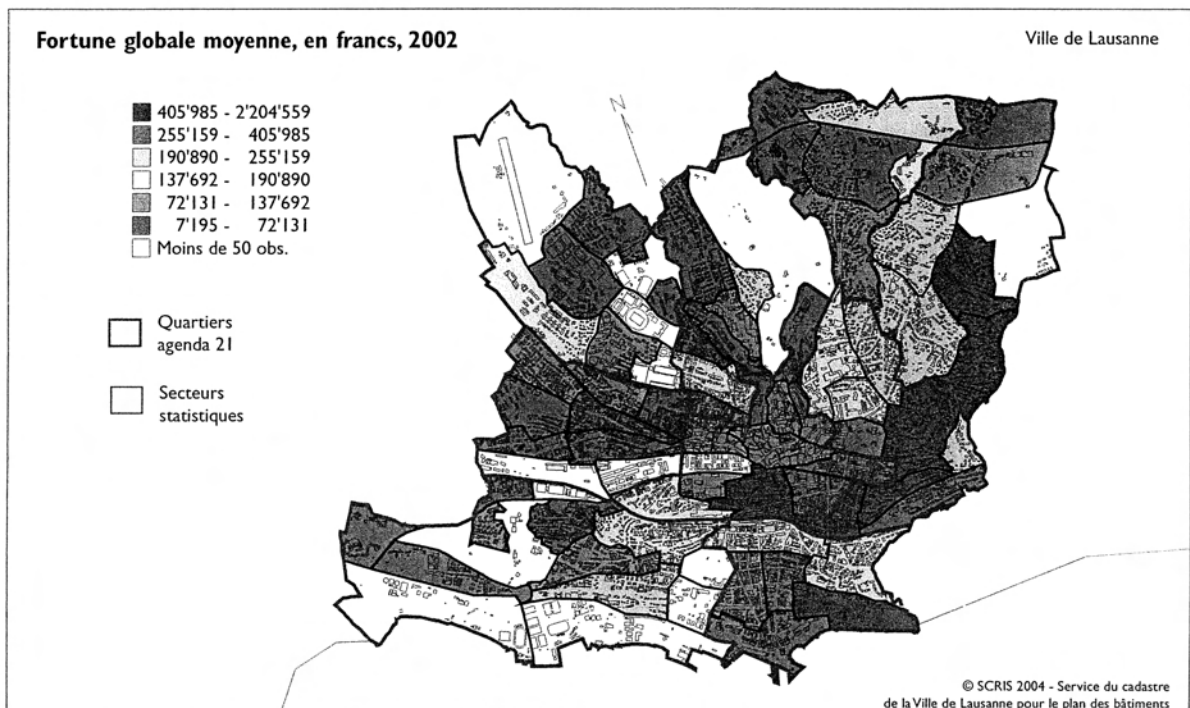 Fortune globale moyenne, en francs, 2002
Ville de Lausanne
405'985 - 2'204'559
255'159 - 405'985
190'890 - 255'159
137'692 - 190'890
72'131 - 137'692
7'195 - 72'131
Moins de 50 obs.
N
Quartiers
agenda 21
Secteurs
statistiques
© SCRIS 2004 - Service du cadastre
de la Ville de Lausanne pour le plan des bâtiments